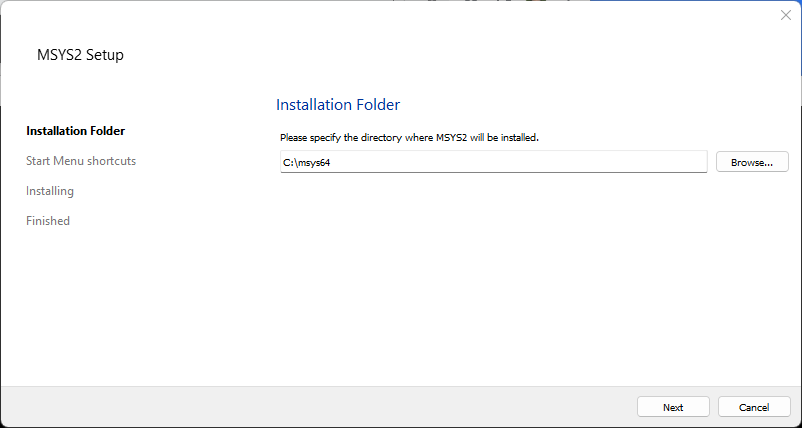 MSYS2 Setup
Installation Folder
Installation Folder
Start Menu shortcuts
Installing
Finished
Please specify the directory where MSYS2 will be installed.
C:\msys64
Browse...
Next
Cancel